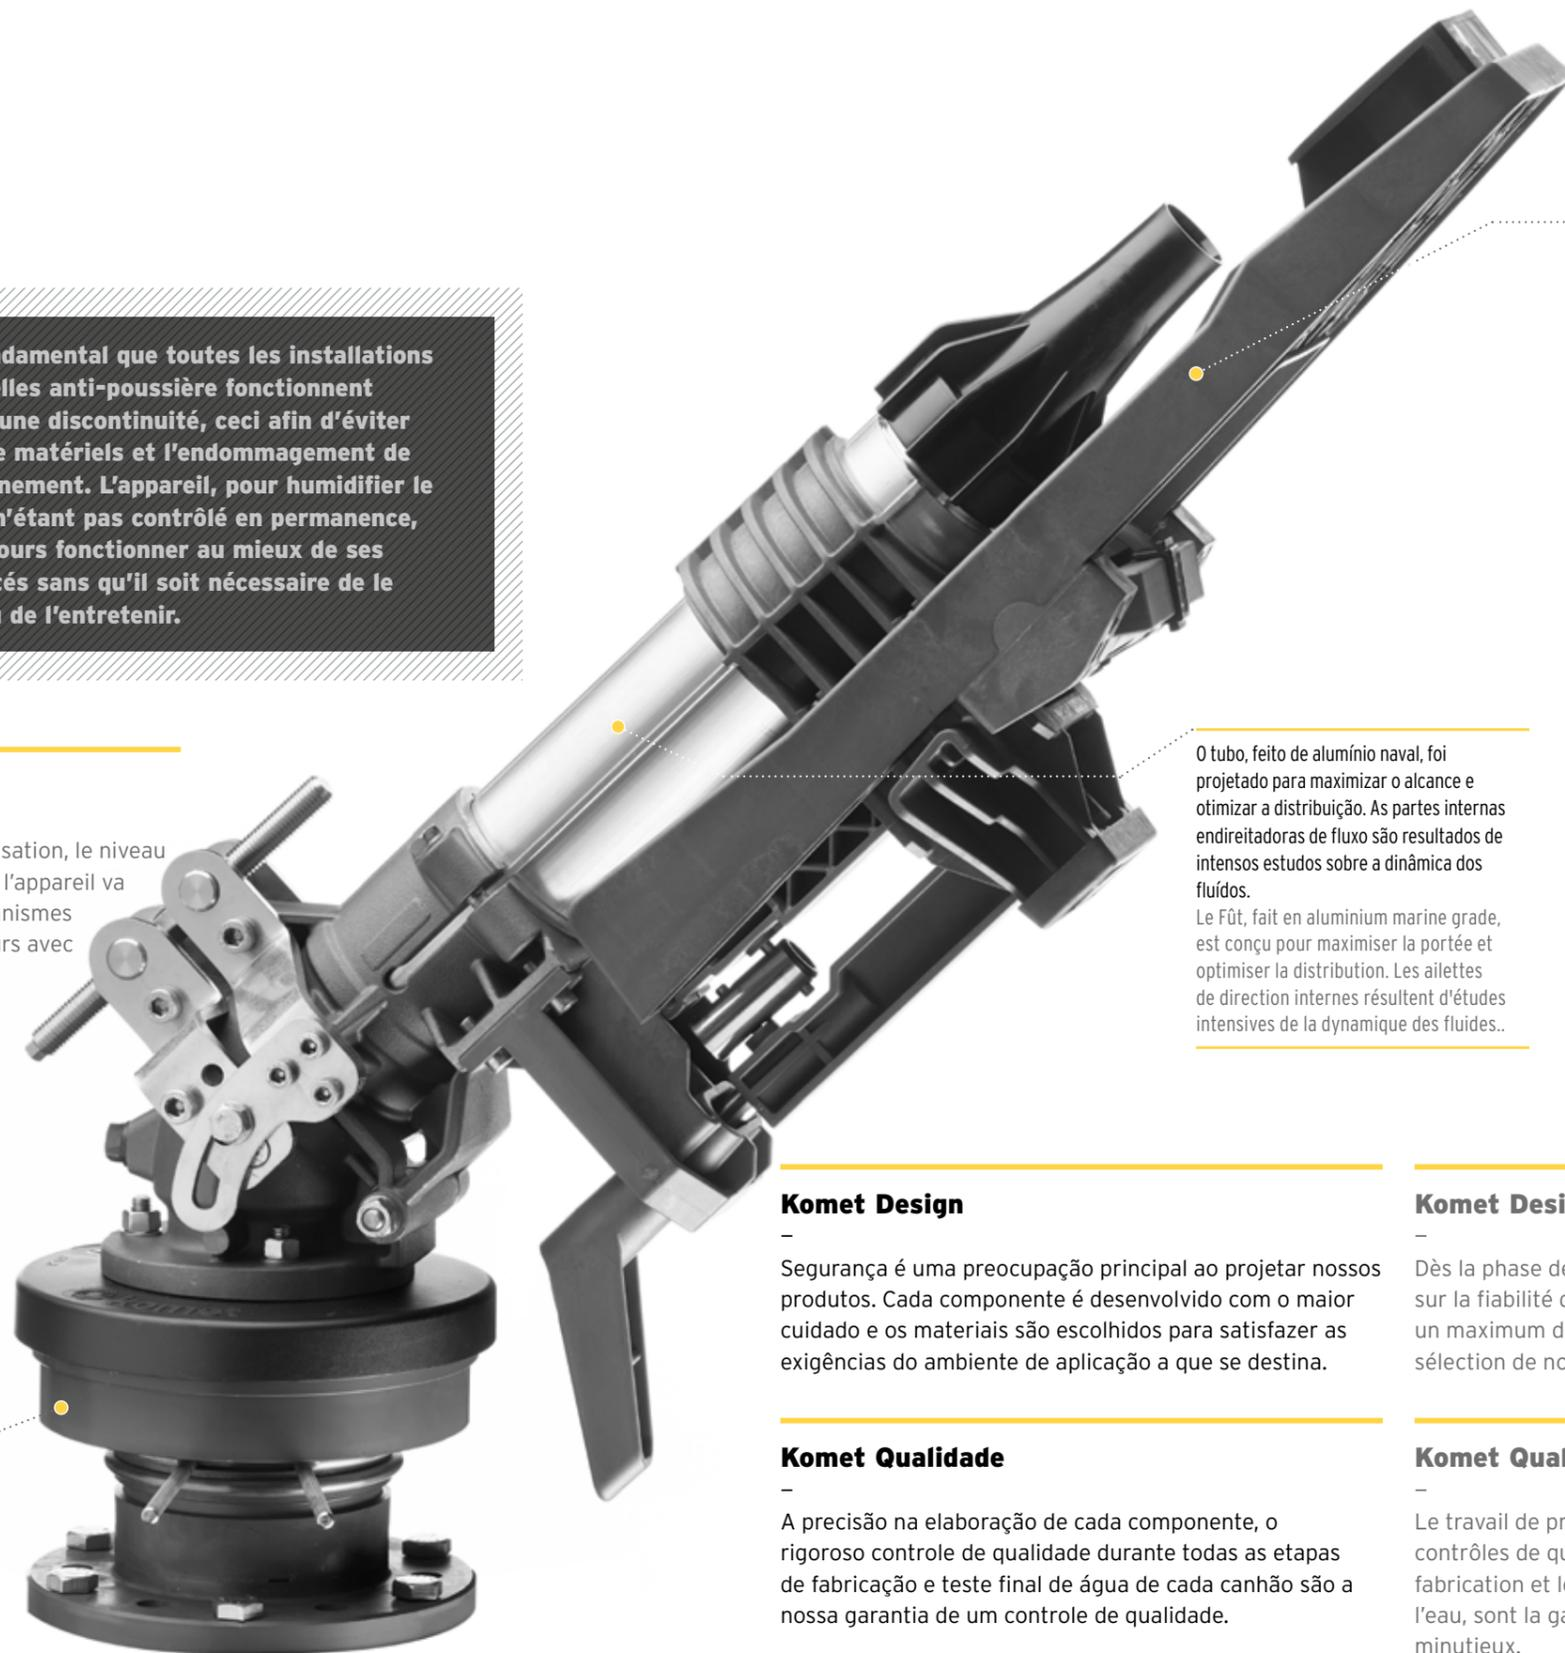 damental que toutes les installations
lles anti-poussière fonctionnent
une discontinuité, ceci afin d'éviter
e matériels et l'endommagement de
nement. L'appareil, pour humidifier le
n'étant pas contrôlé en permanence,
ours fonctionner au mieux de ses
tés sans qu'il soit nécessaire de le
de l'entretenir.
sation, le niveau
l'appareil va
nismes
rs avec
O tubo, feito de alumínio naval, foi
projetado para maximizar o alcance e
otimizar a distribuição. As partes internas
endireitadoras de fluxo são resultados de
intensos estudos sobre a dinâmica dos
fluídos.
Le Fût, fait en aluminium marine grade,
est conçu pour maximiser la portée et
optimiser la distribution. Les ailettes
de direction internes résultent d'études
intensives de la dynamique des fluides..
Komet Design
–
Segurança é uma preocupação principal ao projetar nossos
produtos. Cada componente é desenvolvido com o maior
cuidado e os materiais são escolhidos para satisfazer as
exigências do ambiente de aplicação a que se destina.
Komet Qualidade
–
A precisão na elaboração de cada componente, o
rigoroso controle de qualidade durante todas as etapas
de fabricação e teste final de água de cada canhão são a
nossa garantia de um controle de qualidade.
Komet Desi
–
Dès la phase de
sur la fiabilité
un maximum d
sélection de no
Komet Qual
–
Le travail de pr
contrôles de qu
fabrication et l
l'eau, sont la ga
minutieux.